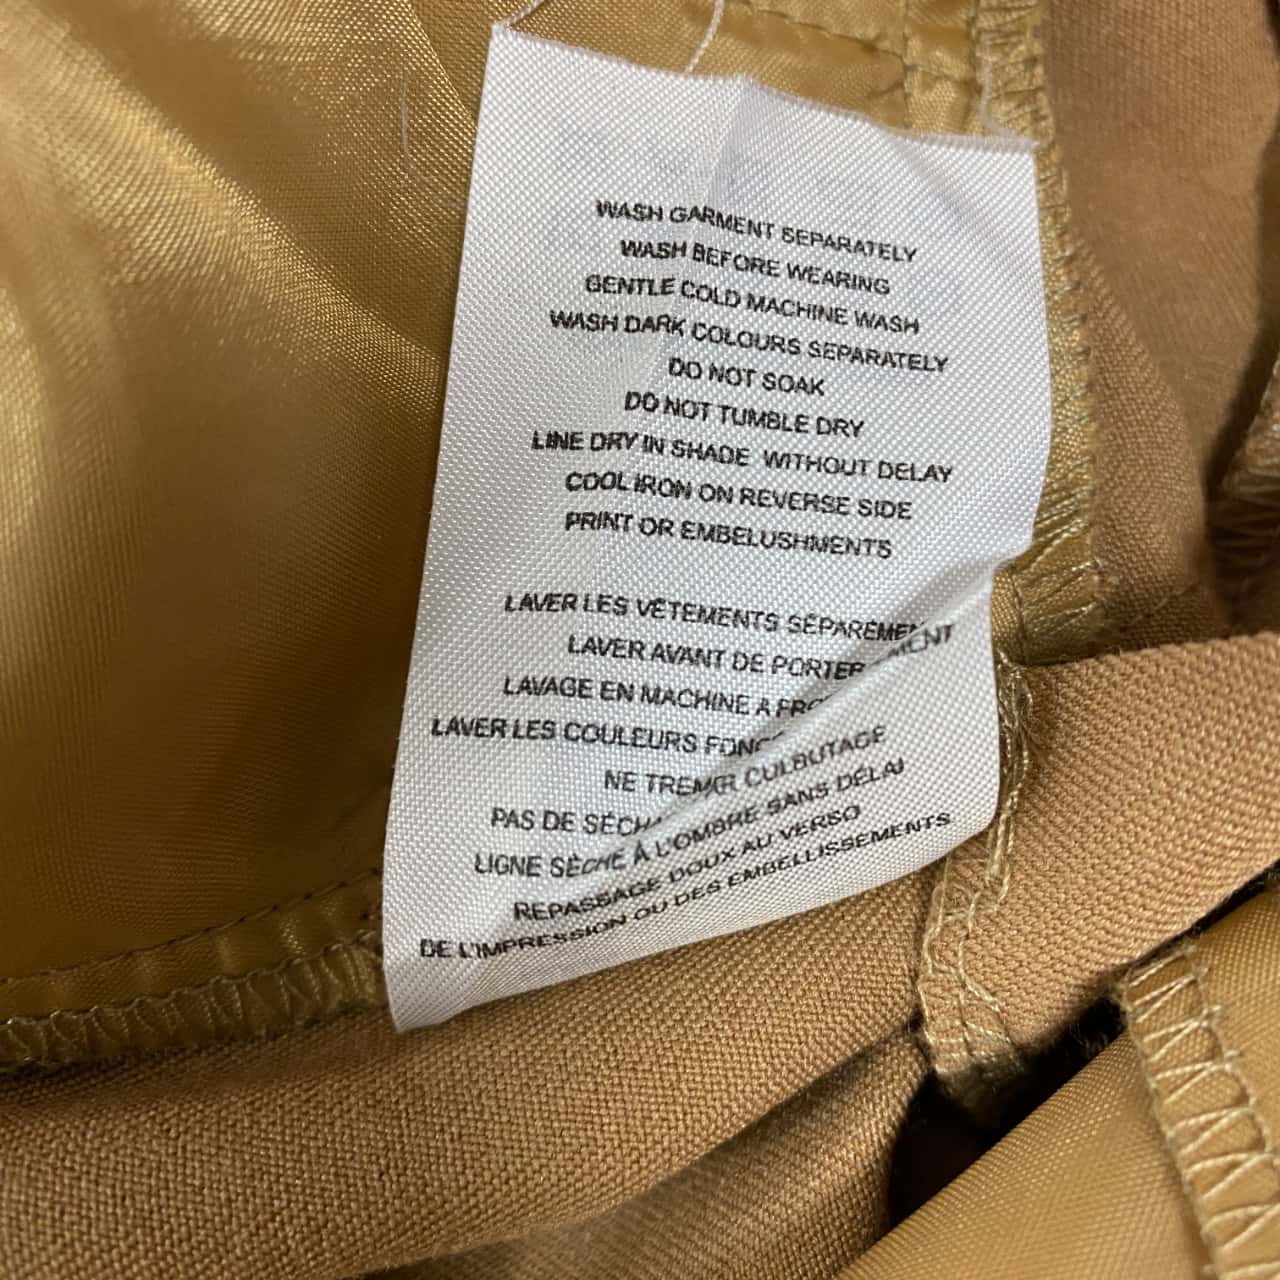 WASH GARMENT SEPARATELY
WASH BEFORE WEARING
GENTLE COLD MACHINE WASH
WASH DARK COLOURS SEPARATELY
DO NOT SOAK
DO NOT TUMBLE DRY
LINE DRY IN SHADE WITHOUT DELAY
COOL IRON ON REVERSE SIDE
PRINT OR EMBELUSHMENTS
LAVER LES VÊTEMENTS SÉPAREMENT
LAVER AVANT DE PORTER
LAVAGE EN MACHINE A
LAVER LES COULEURS
NE
CULBUTAGE
PAS DE
LIGNE SÈCHE À L'OMBRE SANS DÉLAI
REPASSAGE DOUX AU VERSO
DE L'IMPRESSION OU DES EMBELLISSEMENTS